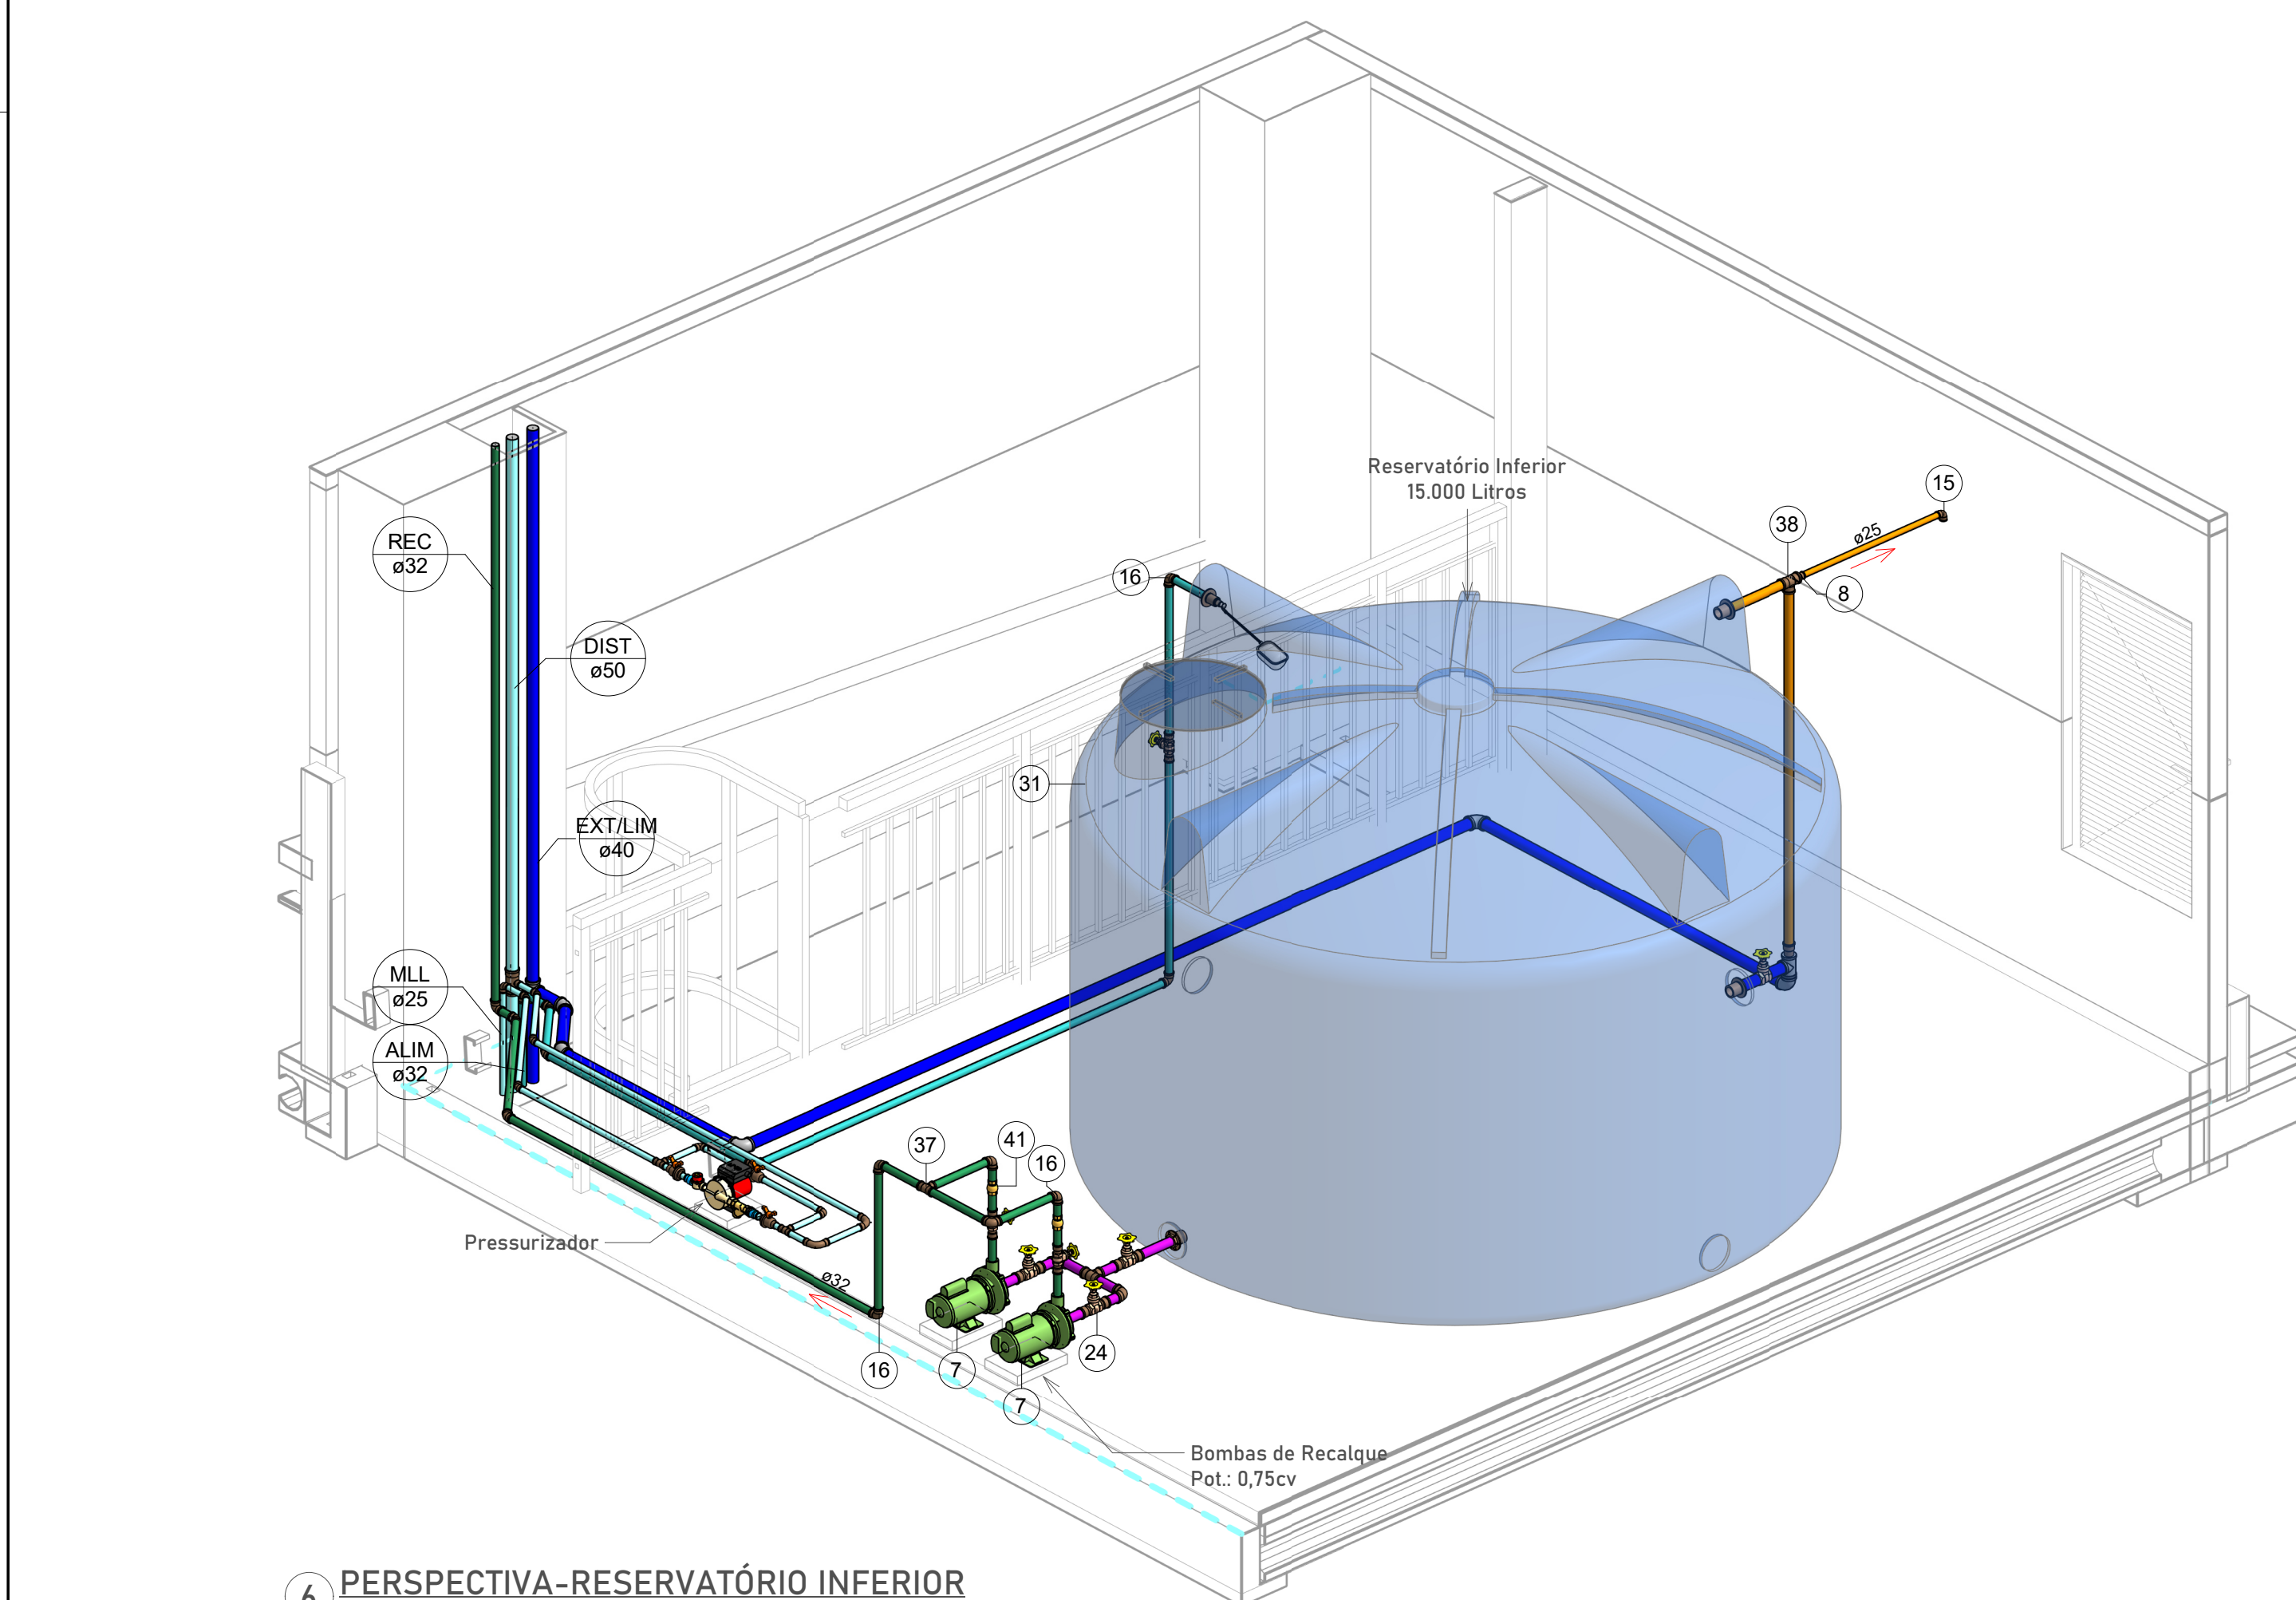 Reservatório Inferior
15.000 Litros
15
38
ø25
8
16
REC
ø32
DIST
ø50
31
EXT/LIM
ø40
MLL
ø25
ALIM
ø32
37
41
16
Pressurizador
ø32
16
7
7
24
Bombas de Recalque
Pot.: 0,75cv
6
PERSPECTIVA-RESERVATÓRIO INFERIOR